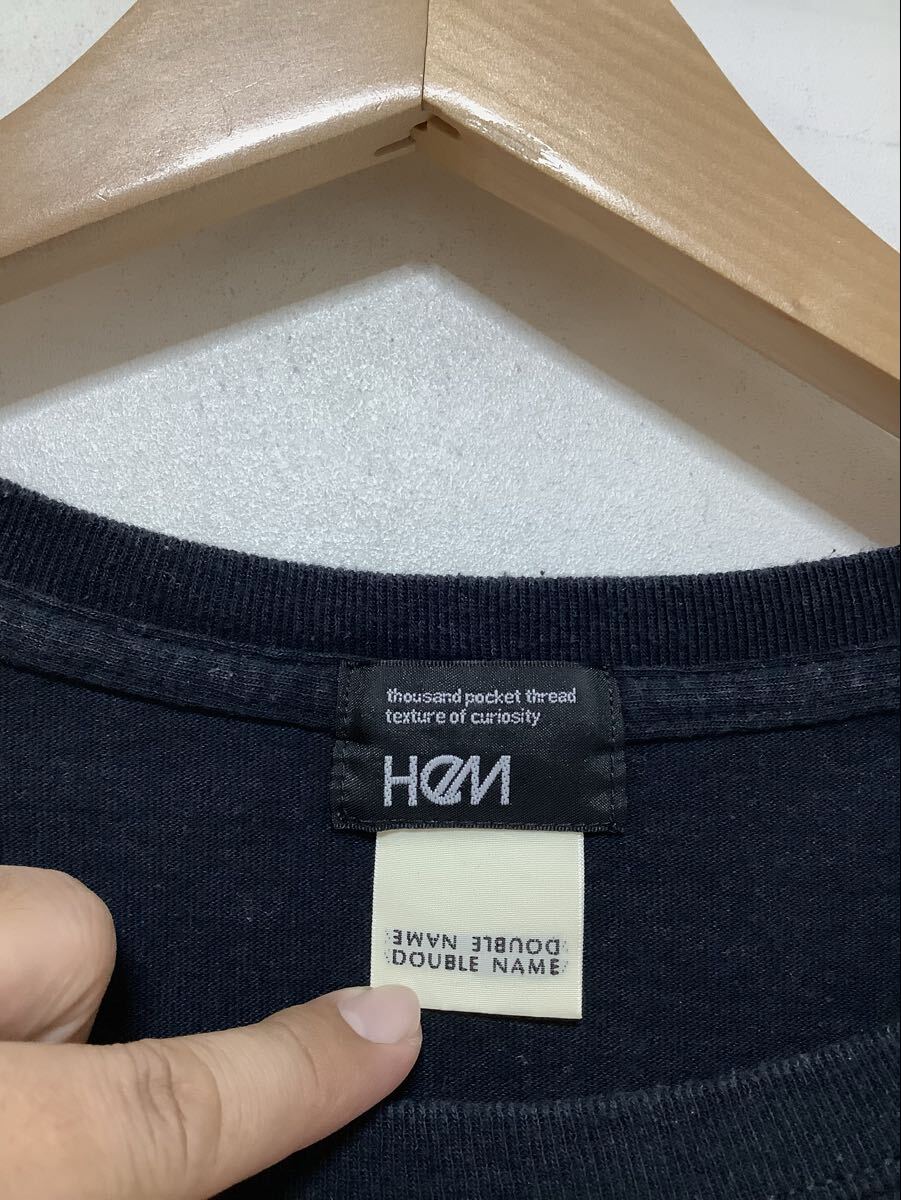 thousand pocket thread
texture of curiosity
HeM
DOUBLE NAME
DOUBLE NAME